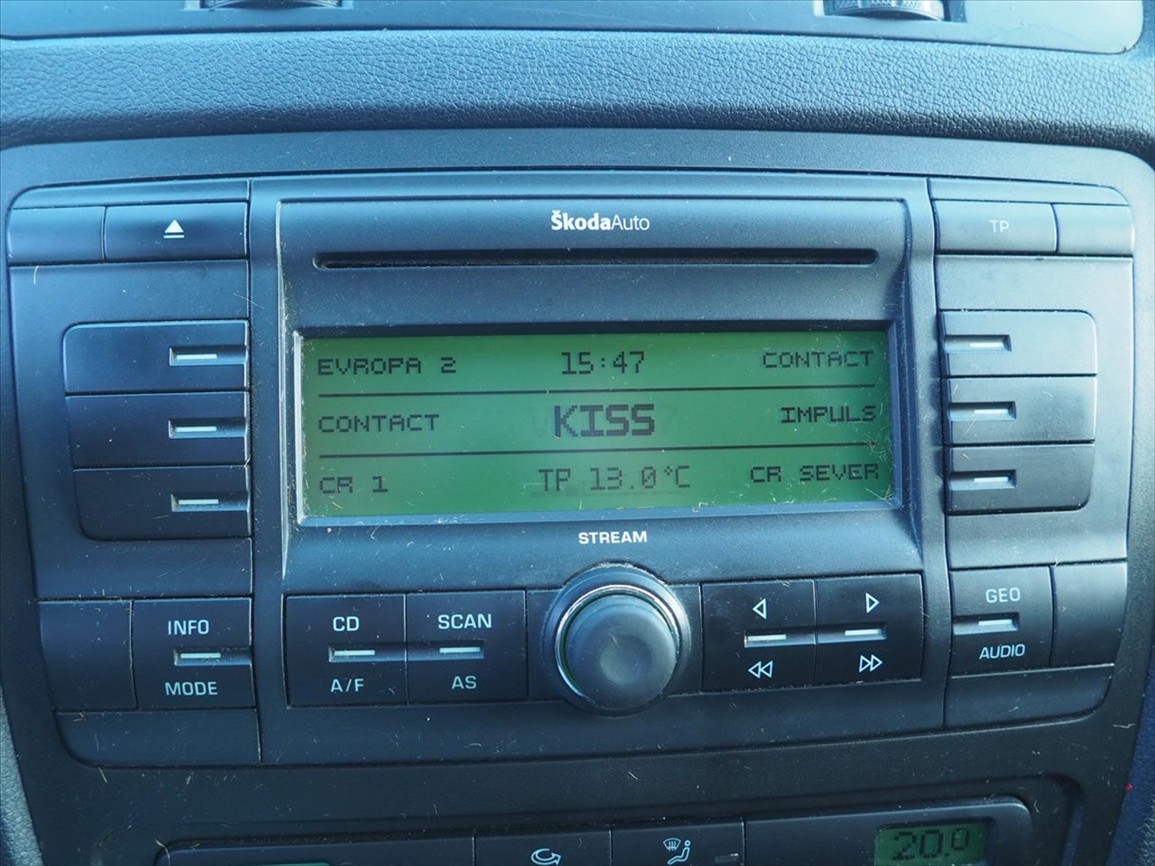 ŠkodaAuto
TP
EVROPA 2 15:47 CONTACT
CONTACT KISS IMPULS
CR 1 TP 13.0°C CR SEVER
STREAM
INFO CD SCAN GEO
MODE A/F AS AUDIO
20.0